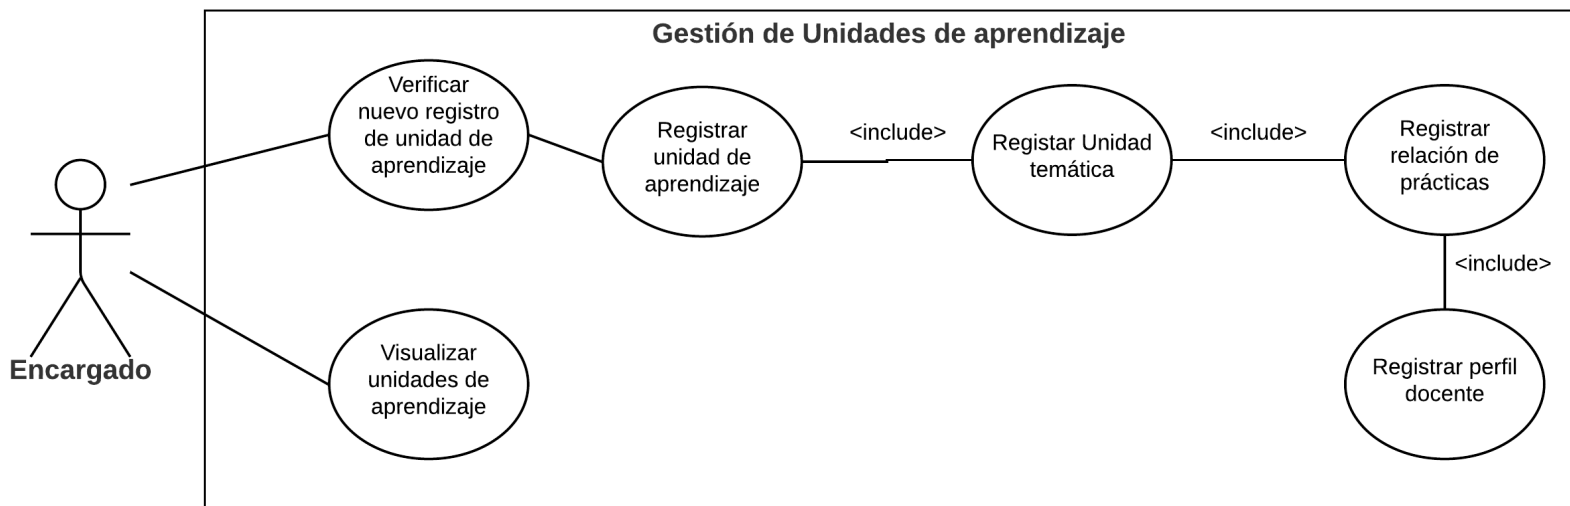 Gestión de Unidades de aprendizaje
Verificar
nuevo registro
de unidad de
aprendizaje
Registrar
unidad de
aprendizaje
<include>
Registar Unidad
temática
<include>
Registrar
relación de
prácticas
<include>
Encargado
Visualizar
unidades de
aprendizaje
Registrar perfil
docente